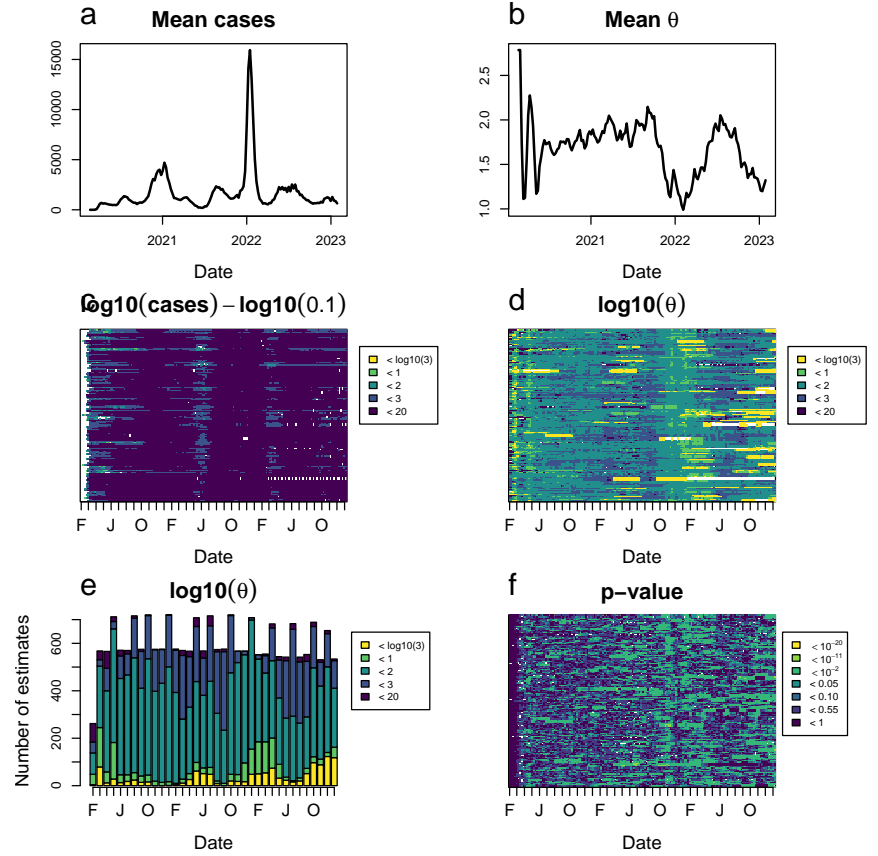 a Mean cases
15000
10000
5000
0
2021 2022 2023
Date
b Mean θ
2.5
2.0
1.5
1.0
2021 2022 2023
Date
c log10(cases) − log10(0.1)
< log10(3)
< 1
< 2
< 3
< 20
F J O J O F J O
Date
d log10(θ)
< log10(3)
< 1
< 2
< 3
< 20
F J O F J O F J O
Date
e log10(θ)
Number of estimates
600
400
200
0
< log10(3)
< 1
< 2
< 3
< 20
F J O F J O F J O
Date
f p−value
< 10⁻²⁰
< 10⁻¹¹
< 10⁻²
< 0.05
< 0.10
< 0.55
< 1
F J O F J O F J O
Date